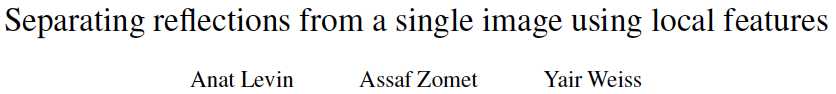 Separating reflections from a single image using local features
Anat Levin Assaf Zomet Yair Weiss